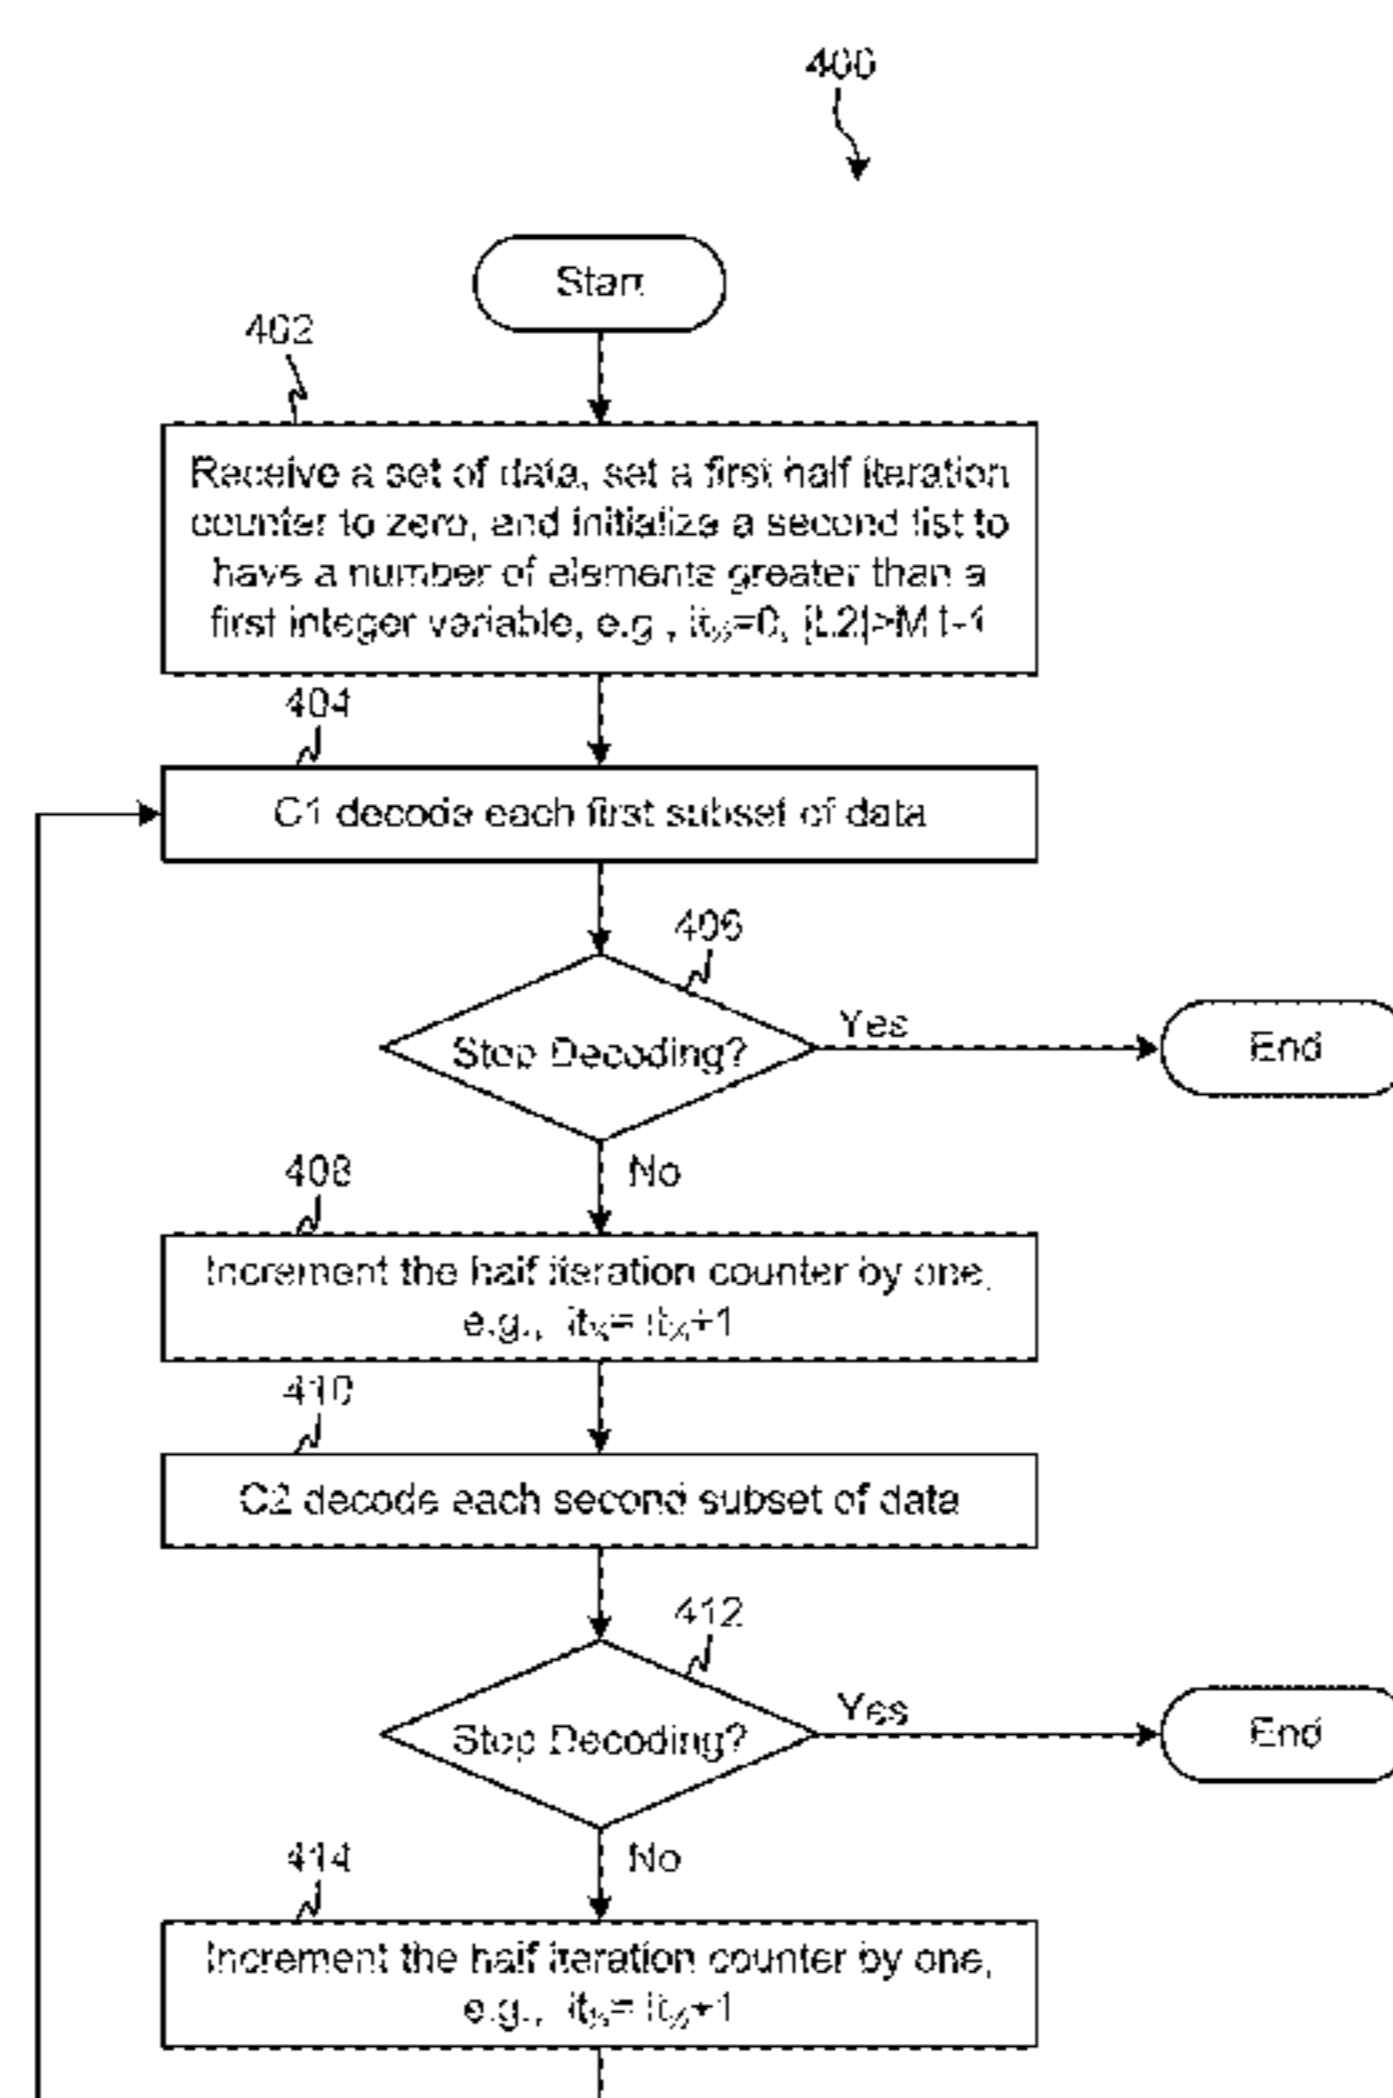 400
Start
402
Receive a set of data, set a first half iteration
counter to zero, and initialize a second list to
have a number of elements greater than a
first integer variable, e.g., it½=0, |L2|>M1-1
404
C1 decode each first subset of data
406
Stop Decoding?
Yes
End
No
408
Increment the half iteration counter by one,
e.g., it½= it½+1
410
C2 decode each second subset of data
412
Stop Decoding?
Yes
End
No
414
Increment the half iteration counter by one,
e.g., it½= it½+1